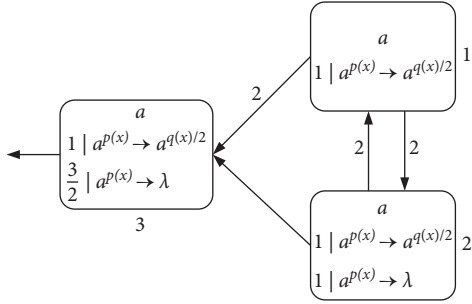 a
1 | a^{p(x)} → a^{q(x)/2}
1
2
a
1 | a^{p(x)} → a^{q(x)/2}
3/2 | a^{p(x)} → λ
3
2
2
a
1 | a^{p(x)} → a^{q(x)/2}
1 | a^{p(x)} → λ
2